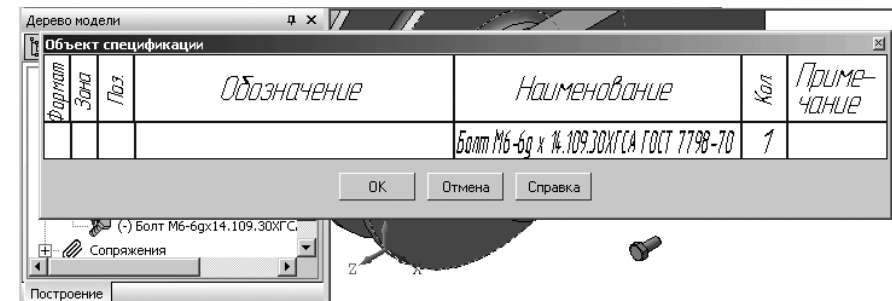 Дерево модели
Объект спецификации
Формат Зона Поз. Обозначение Наименование Кол. Приме-
чание
Болт М6-6g x 14.109.30ХГСА ГОСТ 7798-70 1
OK Отмена Справка
(-) Болт М6-6gx14.109.30ХГС
Сопряжения
Z X
Построение